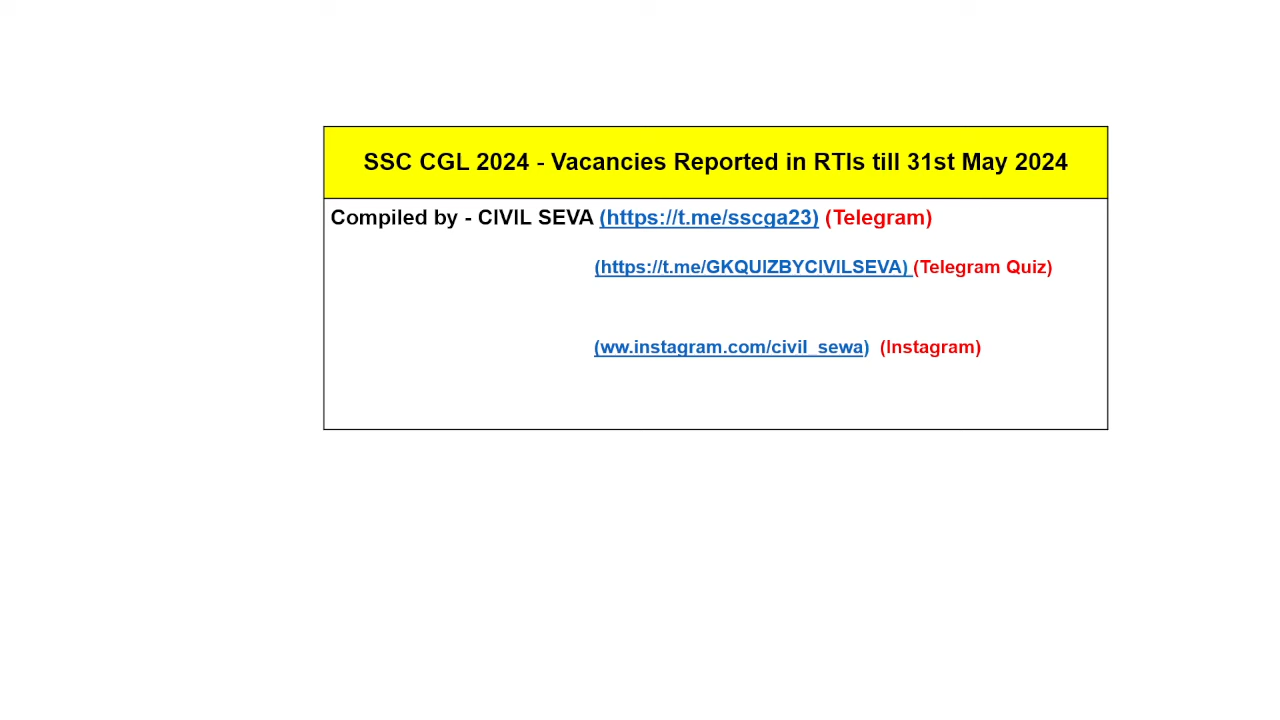 SSC CGL 2024 - Vacancies Reported in RTIs till 31st May 2024
Compiled by - CIVIL SEVA (https://t.me/sscga23) (Telegram)
(https://t.me/GKQUIZBYCIVILSEVA) (Telegram Quiz)
(ww.instagram.com/civil_sewa) (Instagram)